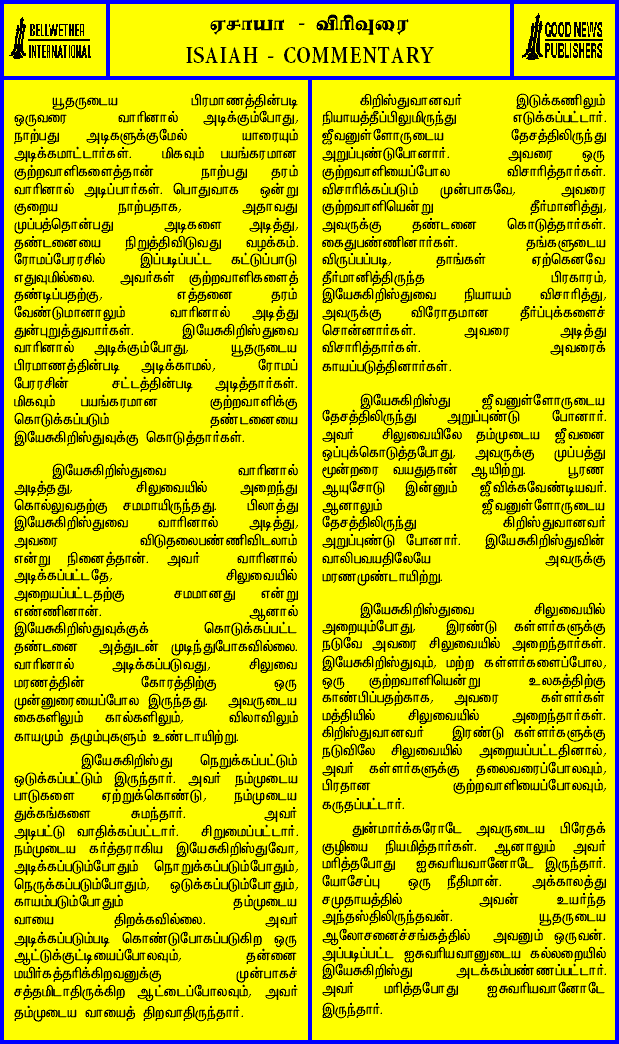 BELLWETHER
INTERNATIONAL
ஏசாயா - விரிவுரை
ISAIAH - COMMENTARY
GOOD NEWS
PUBLISHERS
யூதருடைய பிரமாணத்தின்படி
ஒருவரை வாரினால் அடிக்கும்போது,
நாற்பது அடிகளுக்குமேல் யாரையும்
அடிக்கமாட்டார்கள். மிகவும் பயங்கரமான
குற்றவாளிகளைத்தான் நாற்பது தரம்
வாரினால் அடிப்பார்கள். பொதுவாக ஒன்று
குறைய நாற்பதாக, அதாவது
முப்பத்தொன்பது அடிகளை அடித்து,
தண்டனையை நிறுத்திவிடுவது வழக்கம்.
ரோமப்பேரரசில் இப்படிப்பட்ட கட்டுப்பாடு
எதுவுமில்லை. அவர்கள் குற்றவாளிகளைத்
தண்டிப்பதற்கு, எத்தனை தரம்
வேண்டுமானாலும் வாரினால் அடித்து
துன்புறுத்துவார்கள். இயேசுகிறிஸ்துவை
வாரினால் அடிக்கும்போது, யூதருடைய
பிரமாணத்தின்படி அடிக்காமல், ரோமப்
பேரரசின் சட்டத்தின்படி அடித்தார்கள்.
மிகவும் பயங்கரமான குற்றவாளிக்கு
கொடுக்கப்படும் தண்டனையை
இயேசுகிறிஸ்துவுக்கு கொடுத்தார்கள்.
இயேசுகிறிஸ்துவை வாரினால்
அடித்தது, சிலுவையில் அறைந்து
கொல்லுவதற்கு சமமாயிருந்தது. பிலாத்து
இயேசுகிறிஸ்துவை வாரினால் அடித்து,
அவரை விடுதலைபண்ணிவிடலாம்
என்று நினைத்தான். அவர் வாரினால்
அடிக்கப்பட்டதே, சிலுவையில்
அறையப்பட்டதற்கு சமமானது என்று
எண்ணினான். ஆனால்
இயேசுகிறிஸ்துவுக்குக் கொடுக்கப்பட்ட
தண்டனை அத்துடன் முடிந்துபோகவில்லை.
வாரினால் அடிக்கப்படுவது, சிலுவை
மரணத்தின் கோரத்திற்கு ஒரு
முன்னுரையைப்போல இருந்தது. அவருடைய
கைகளிலும் கால்களிலும், விலாவிலும்
காயமும் தழும்புகளும் உண்டாயிற்று.
இயேசுகிறிஸ்து நெறுக்கப்பட்டும்
ஒடுக்கப்பட்டும் இருந்தார். அவர் நம்முடைய
பாடுகளை ஏற்றுக்கொண்டு, நம்முடைய
துக்கங்களை சுமந்தார். அவர்
அடிபட்டு வாதிக்கப்பட்டார். சிறுமைப்பட்டார்.
நம்முடைய கர்த்தராகிய இயேசுகிறிஸ்துவோ,
அடிக்கப்படும்போதும் நொறுக்கப்படும்போதும்,
நெருக்கப்படும்போதும், ஒடுக்கப்படும்போதும்,
காயம்படும்போதும் தம்முடைய
வாயை திறக்கவில்லை. அவர்
அடிக்கப்படும்படி கொண்டுபோகப்படுகிற ஒரு
ஆட்டுக்குட்டியைப்போலவும், தன்னை
மயிர்கத்தரிக்கிறவனுக்கு முன்பாகச்
சத்தமிடாதிருக்கிற ஆட்டைப்போலவும், அவர்
தம்முடைய வாயைத் திறவாதிருந்தார்.
கிறிஸ்துவானவர் இடுக்கணிலும்
நியாயத்தீப்பிலுமிருந்து எடுக்கப்பட்டார்.
ஜீவனுள்ளோருடைய தேசத்திலிருந்து
அறுப்புண்டுபோனார். அவரை ஒரு
குற்றவாளியைப்போல விசாரித்தார்கள்.
விசாரிக்கப்படும் முன்பாகவே, அவரை
குற்றவாளியென்று தீர்மானித்து,
அவருக்கு தண்டனை கொடுத்தார்கள்.
கைதுபண்ணினார்கள். தங்களுடைய
விருப்பப்படி, தாங்கள் ஏற்கெனவே
தீர்மானித்திருந்த பிரகாரம்,
இயேசுகிறிஸ்துவை நியாயம் விசாரித்து,
அவருக்கு விரோதமான தீர்ப்புக்களைச்
சொன்னார்கள். அவரை அடித்து
விசாரித்தார்கள். அவரைக்
காயப்படுத்தினார்கள்.
இயேசுகிறிஸ்து ஜீவனுள்ளோருடைய
தேசத்திலிருந்து அறுப்புண்டு போனார்.
அவர் சிலுவையிலே தம்முடைய ஜீவனை
ஒப்புக்கொடுத்தபோது, அவருக்கு முப்பத்து
மூன்றரை வயதுதான் ஆயிற்று. பூரண
ஆயுசோடு இன்னும் ஜீவிக்கவேண்டியவர்.
ஆனாலும் ஜீவனுள்ளோருடைய
தேசத்திலிருந்து கிறிஸ்துவானவர்
அறுப்புண்டு போனார். இயேசுகிறிஸ்துவின்
வாலிபவயதிலேயே அவருக்கு
மரணமுண்டாயிற்று.
இயேசுகிறிஸ்துவை சிலுவையில்
அறையும்போது, இரண்டு கள்ளர்களுக்கு
நடுவே அவரை சிலுவையில் அறைந்தார்கள்.
இயேசுகிறிஸ்துவும், மற்ற கள்ளர்களைப்போல,
ஒரு குற்றவாளியென்று உலகத்திற்கு
காண்பிப்பதற்காக, அவரை கள்ளர்கள்
மத்தியில் சிலுவையில் அறைந்தார்கள்.
கிறிஸ்துவானவர் இரண்டு கள்ளர்களுக்கு
நடுவிலே சிலுவையில் அறையப்பட்டதினால்,
அவர் கள்ளர்களுக்கு தலைவரைப்போலவும்,
பிரதான குற்றவாளியைப்போலவும்,
கருதப்பட்டார்.
துன்மார்க்கரோடே அவருடைய பிரேதக்
குழியை நியமித்தார்கள். ஆனாலும் அவர்
மரித்தபோது ஐசுவரியவானோடே இருந்தார்.
யோசேப்பு ஒரு நீதிமான். அக்காலத்து
சமுதாயத்தில் அவன் உயர்ந்த
அந்தஸ்திலிருந்தவன். யூதருடைய
ஆலோசனைச்சங்கத்தில் அவனும் ஒருவன்.
அப்படிப்பட்ட ஐசுவரியவானுடைய கல்லறையில்
இயேசுகிறிஸ்து அடக்கம்பண்ணப்பட்டார்.
அவர் மரித்தபோது ஐசுவரியவானோடே
இருந்தார்.